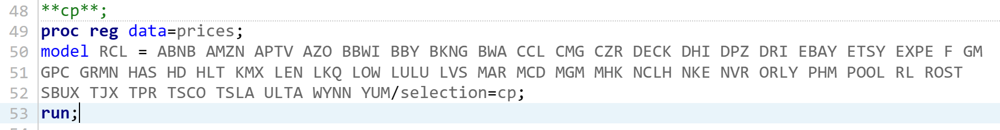 48 **cp**;
49 proc reg data=prices;
50 model RCL = ABNB AMZN APTV AZO BBWI BBY BKNG BWA CCL CMG CZR DECK DHI DPZ DRI EBAY ETSY EXPE F GM
51 GPC GRMN HAS HD HLT KMX LEN LKQ LOW LULU LVS MAR MCD MGM MHK NCLH NKE NVR ORLY PHM POOL RL ROST
52 SBUX TJX TPR TSCO TSLA ULTA WYNN YUM/selection=cp;
53 run;